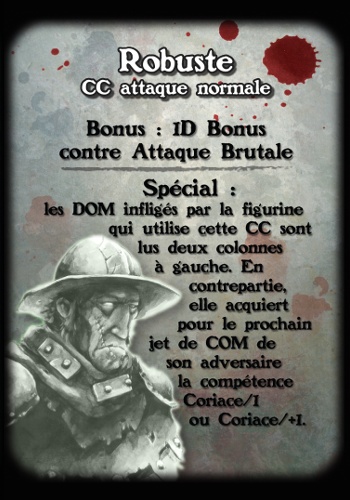 Robuste
CC attaque normale
Bonus : 1D Bonus
contre Attaque Brutale
Spécial :
les DOM infligés par la figurine
qui utilise cette CC sont
lus deux colonnes
à gauche. En
contrepartie,
elle acquiert
pour le prochain
jet de COM de
son adversaire
la compétence
Coriace/1
ou Coriace/+1.